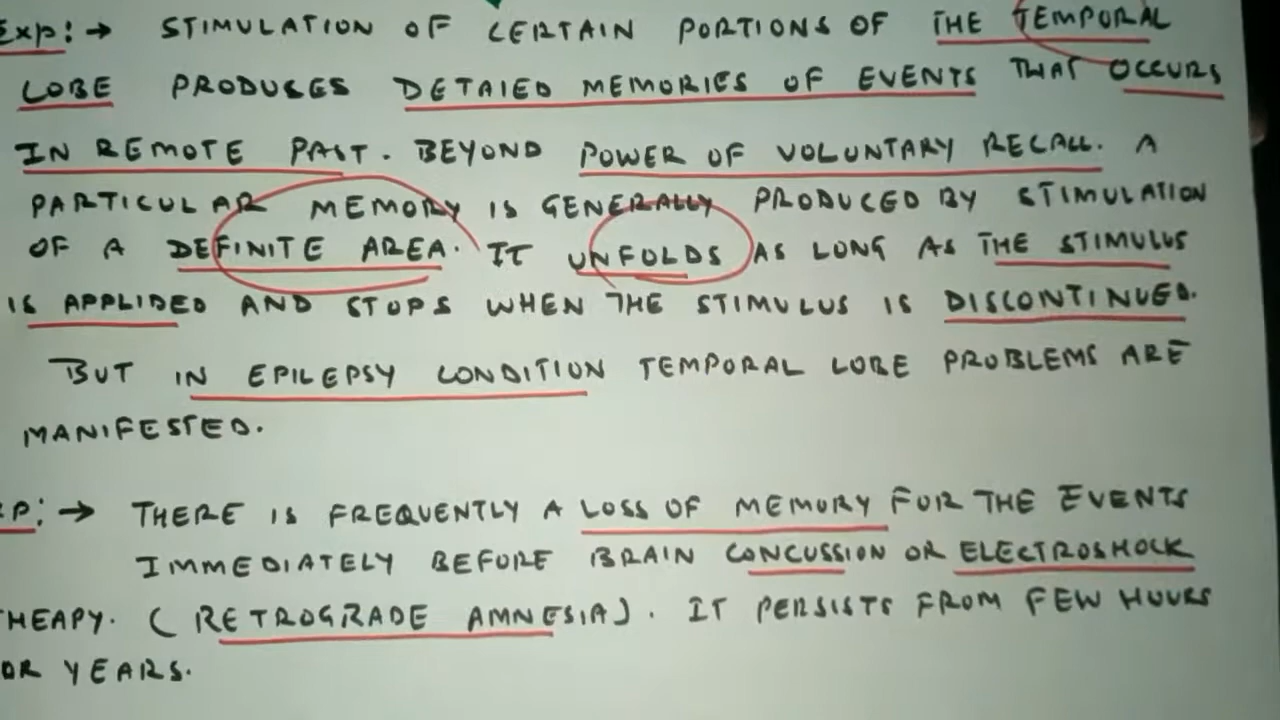 Exp: → STIMULATION OF CERTAIN PORTIONS OF THE TEMPORAL
LOBE PRODUCES DETAIED MEMORIES OF EVENTS THAT OCCURS
IN REMOTE PAST. BEYOND POWER OF VOLUNTARY RECALL. A
PARTICULAR MEMORY IS GENERALLY PRODUCED BY STIMULATION
OF A DEFINITE AREA. IT UNFOLDS AS LONG AS THE STIMULUS
IS APPLIDED AND STOPS WHEN THE STIMULUS IS DISCONTINUED.
BUT IN EPILEPSY CONDITION TEMPORAL LOBE PROBLEMS ARE
MANIFESTED.
xp: → THERE IS FREQUENTLY A LOSS OF MEMORY FOR THE EVENTS
IMMEDIATELY BEFORE BRAIN CONCUSSION OR ELECTROSHOCK
THEAPY. (RETROGRADE AMNESIA). IT PERSISTS FROM FEW HOURS
OR YEARS.